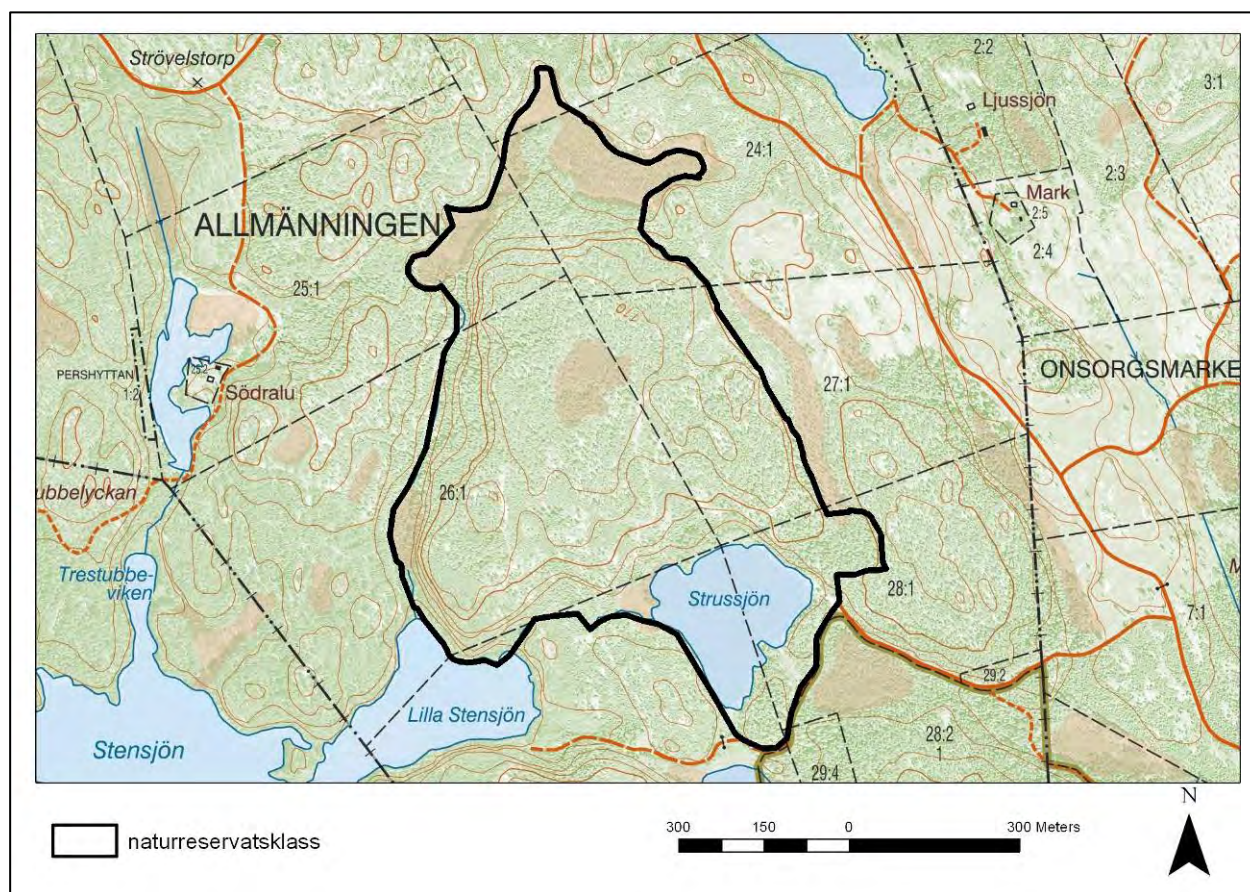 Strövelstorp
2:2
3:1
Ljussjön
24:1
2:3
Mark
2:5
ALLMÄNNINGEN
2:4
25:1
110
PERSHYTTAN
1:2
ONSORGSMARKE
Södralu
27:1
ubbelyckan
26:1
Trestubbe-
viken
Strussjön
28:1
7:1
29:2
Lilla Stensjön
Stensjön
28:2
1
29:4
N
naturreservatsklass
300 150 0 300 Meters